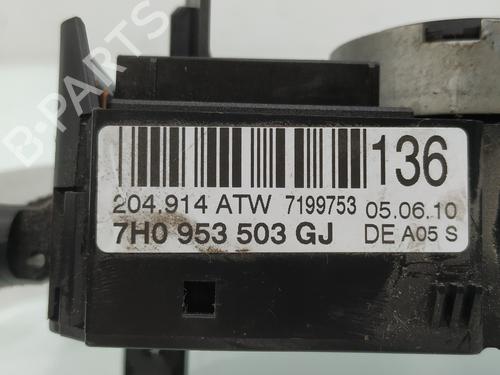 136
204.914 ATW 7199753 05.06.10
7H0 953 503 GJ DE A05 S
B-PARTS